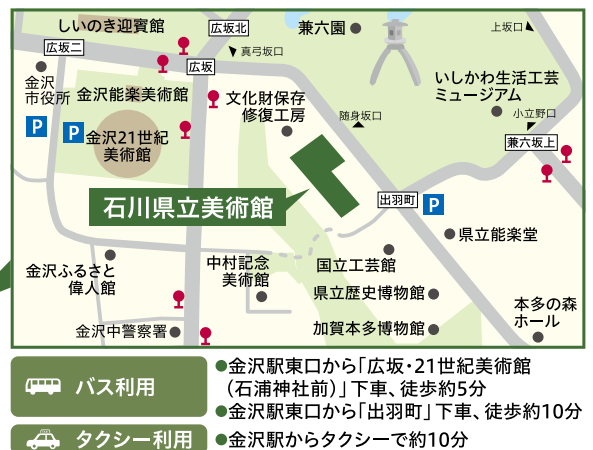 しいのき迎賓館
広坂北
兼六園
上坂口
広坂二
真弓坂口
広坂
金沢
市役所
金沢能楽美術館
文化財保存
修復工房
いしかわ生活工芸
ミュージアム
随身坂口
小立野口
P
P
金沢21世紀
美術館
兼六坂上
石川県立美術館
出羽町
P
県立能楽堂
金沢ふるさと
偉人館
中村記念
美術館
国立工芸館
県立歴史博物館
本多の森
ホール
金沢中警察署
加賀本多博物館
バス利用
●金沢駅東口から「広坂・21世紀美術館
（石浦神社前）」下車、徒歩約5分
●金沢駅東口から「出羽町」下車、徒歩約10分
タクシー利用
●金沢駅からタクシーで約10分